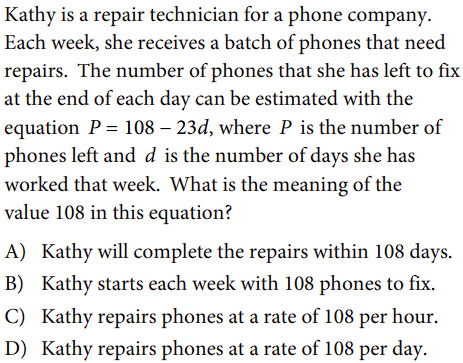 Kathy is a repair technician for a phone company.
Each week, she receives a batch of phones that need
repairs. The number of phones that she has left to fix
at the end of each day can be estimated with the
equation P = 108 – 23d, where P is the number of
phones left and d is the number of days she has
worked that week. What is the meaning of the
value 108 in this equation?
A) Kathy will complete the repairs within 108 days.
B) Kathy starts each week with 108 phones to fix.
C) Kathy repairs phones at a rate of 108 per hour.
D) Kathy repairs phones at a rate of 108 per day.